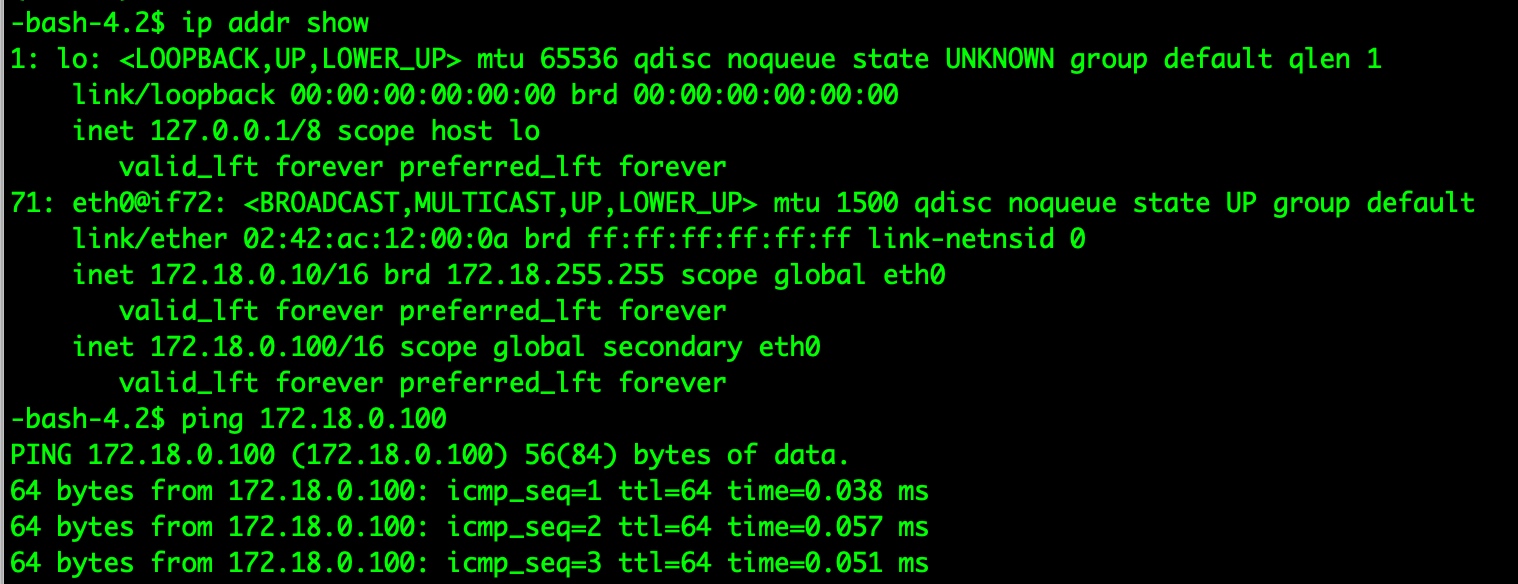 -bash-4.2$ ip addr show
1: lo: <LOOPBACK,UP,LOWER_UP> mtu 65536 qdisc noqueue state UNKNOWN group default qlen 1
    link/loopback 00:00:00:00:00:00 brd 00:00:00:00:00:00
    inet 127.0.0.1/8 scope host lo
       valid_lft forever preferred_lft forever
71: eth0@if72: <BROADCAST,MULTICAST,UP,LOWER_UP> mtu 1500 qdisc noqueue state UP group default
    link/ether 02:42:ac:12:00:0a brd ff:ff:ff:ff:ff:ff link-netnsid 0
    inet 172.18.0.10/16 brd 172.18.255.255 scope global eth0
       valid_lft forever preferred_lft forever
    inet 172.18.0.100/16 scope global secondary eth0
       valid_lft forever preferred_lft forever
-bash-4.2$ ping 172.18.0.100
PING 172.18.0.100 (172.18.0.100) 56(84) bytes of data.
64 bytes from 172.18.0.100: icmp_seq=1 ttl=64 time=0.038 ms
64 bytes from 172.18.0.100: icmp_seq=2 ttl=64 time=0.057 ms
64 bytes from 172.18.0.100: icmp_seq=3 ttl=64 time=0.051 ms